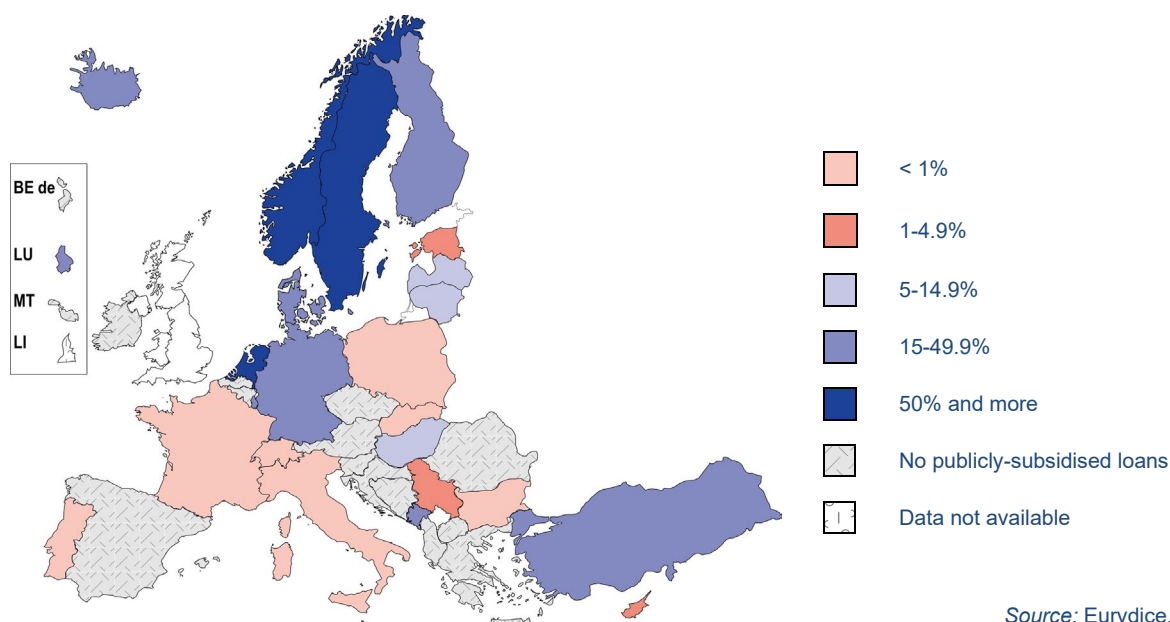 BE de
LU
MT
LI
< 1%
1-4.9%
5-14.9%
15-49.9%
50% and more
No publicly-subsidised loans
Data not available
Source: Eurydice.